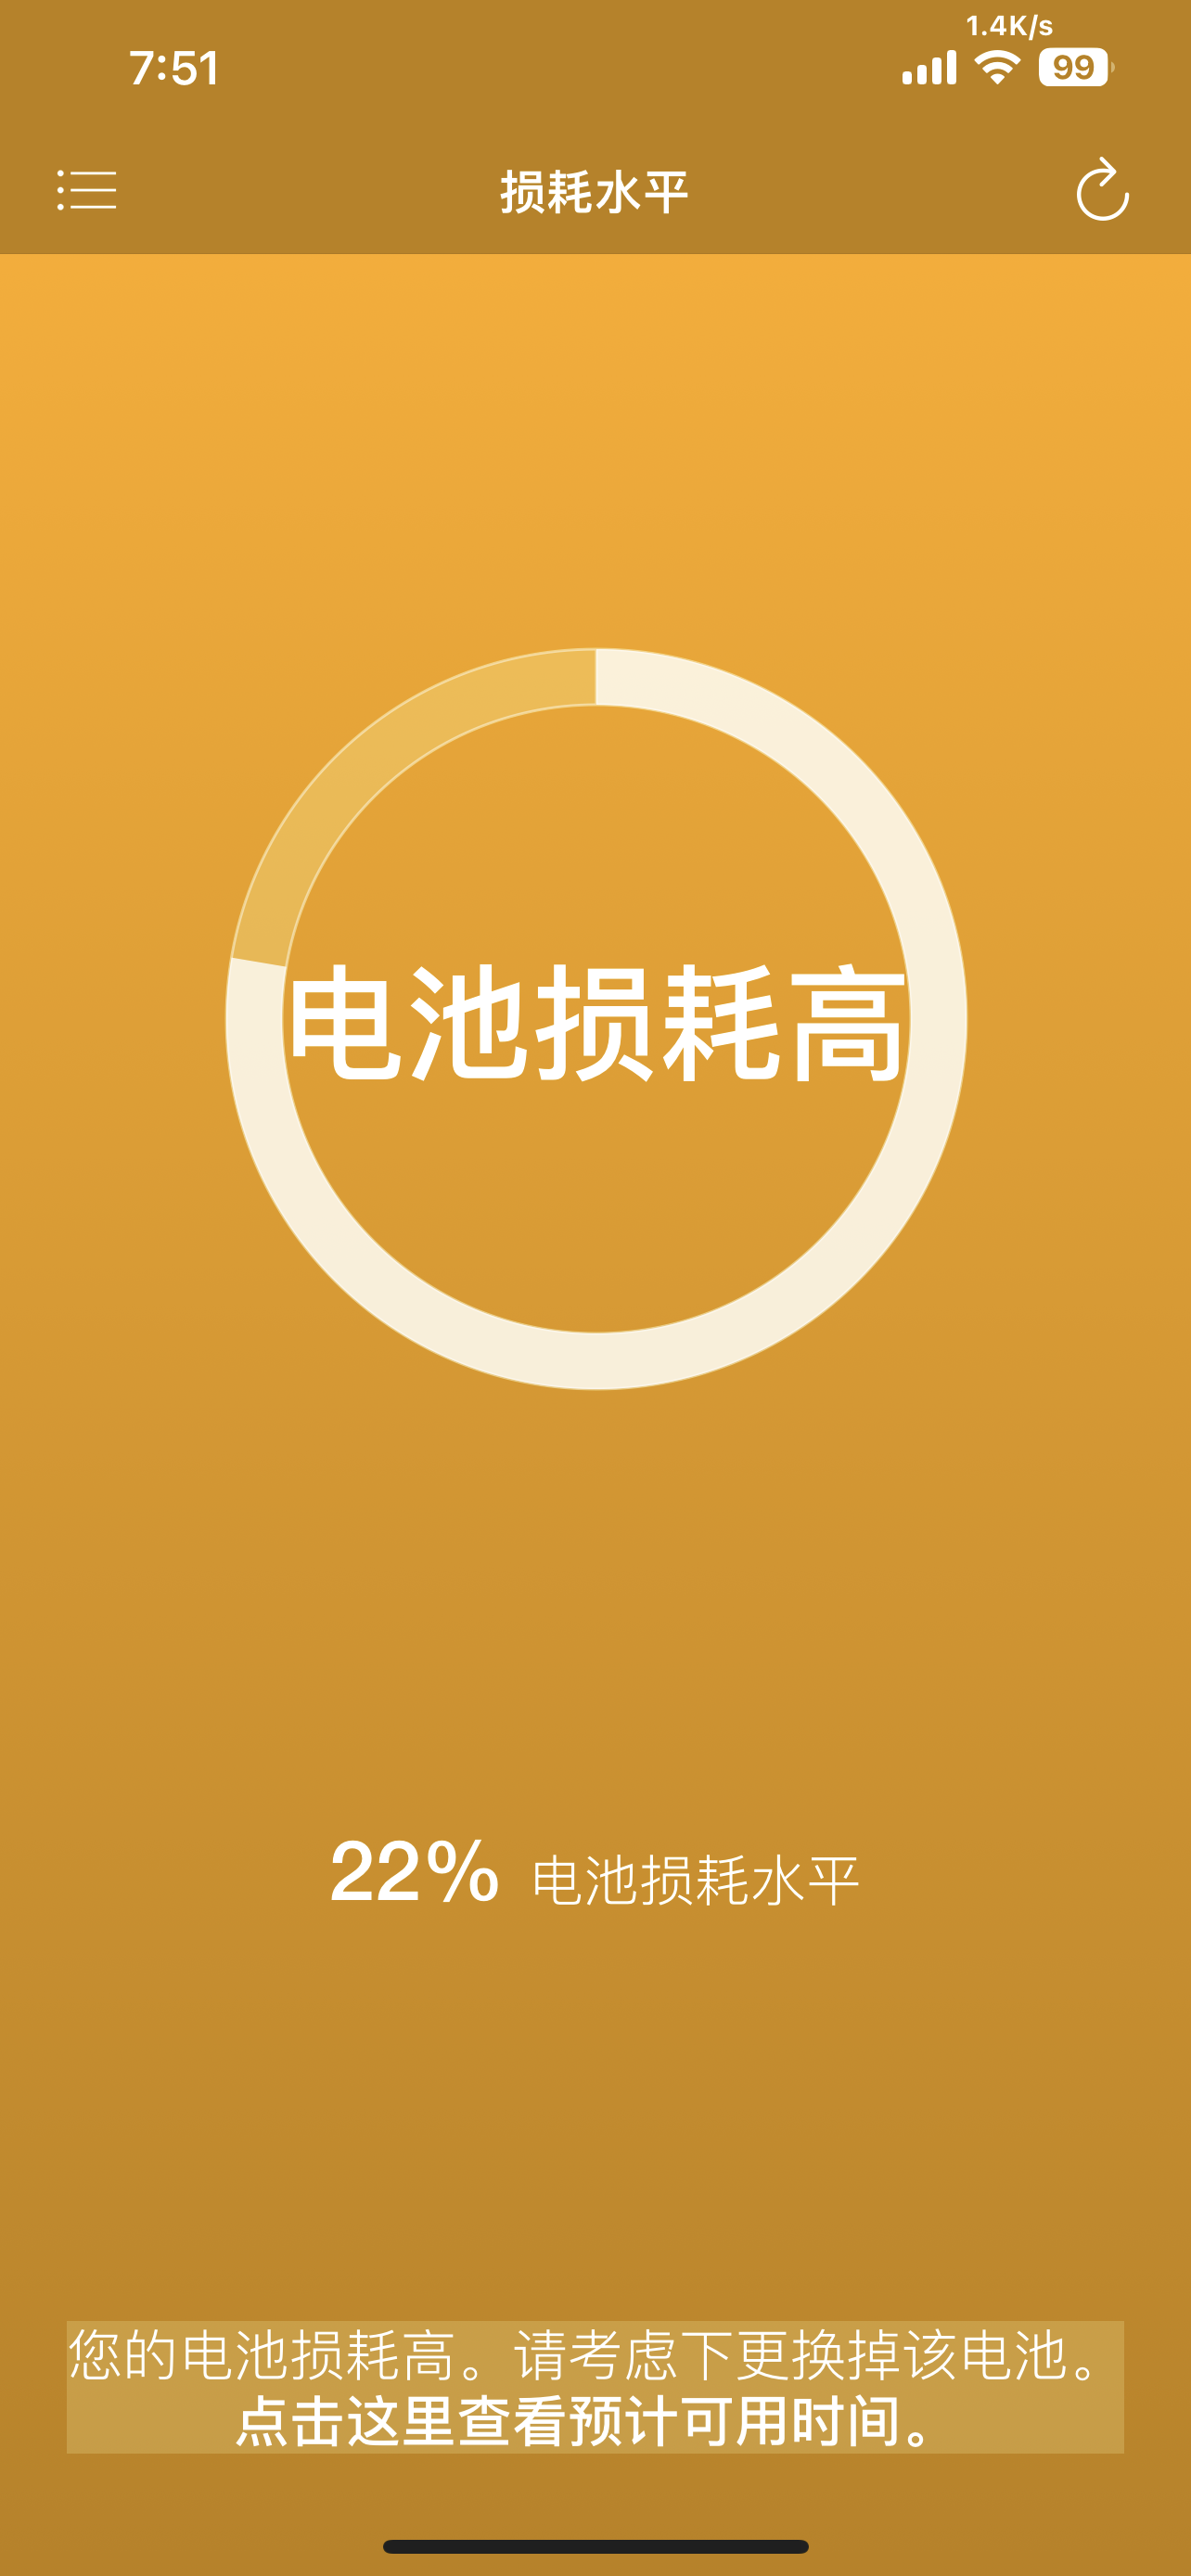 1.4K/s
7:51
99
损耗水平
电池损耗高
22% 电池损耗水平
您的电池损耗高。请考虑下更换掉该电池。
点击这里查看预计可用时间。